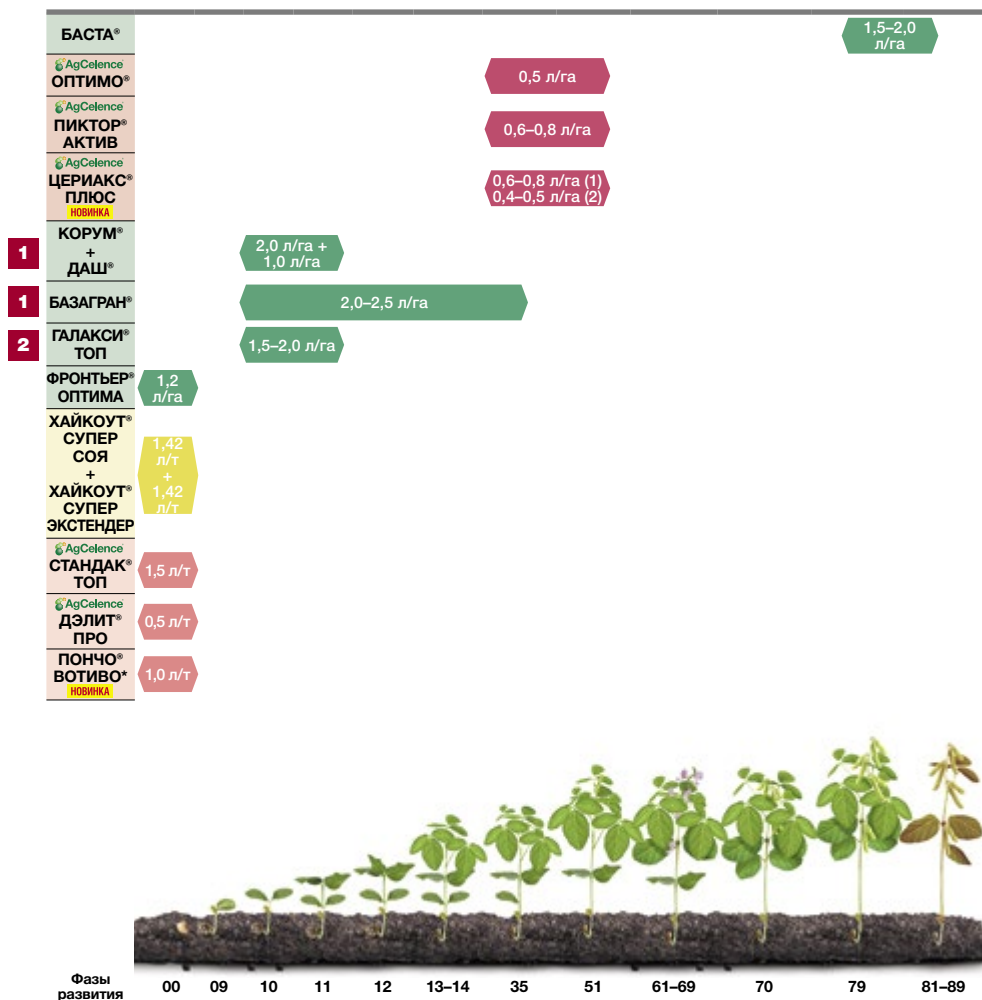 БАСТА®
1,5–2,0
л/га
AgCelence
ОПТИМО®
0,5 л/га
AgCelence
ПИКТОР®
АКТИВ
0,6–0,8 л/га
AgCelence
ЦЕРИАКС®
ПЛЮС
НОВИНКА
0,6–0,8 л/га (1)
0,4–0,5 л/га (2)
1
КОРУМ®
+
ДАШ®
2,0 л/га +
1,0 л/га
1
БАЗАГРАН®
2,0–2,5 л/га
2
ГАЛАКСИ®
ТОП
1,5–2,0 л/га
ФРОНТЬЕР®
ОПТИМА
1,2
л/га
ХАЙКОУТ®
СУПЕР
СОЯ
+
ХАЙКОУТ®
СУПЕР
ЭКСТЕНДЕР
1,42
л/т
+
1,42
л/т
AgCelence
СТАНДАК®
ТОП
1,5 л/т
AgCelence
ДЭЛИТ®
ПРО
0,5 л/т
ПОНЧО®
ВОТИВО*
НОВИНКА
1,0 л/т
Фазы
развития
00 09 10 11 12 13–14 35 51 61–69 70 79 81–89